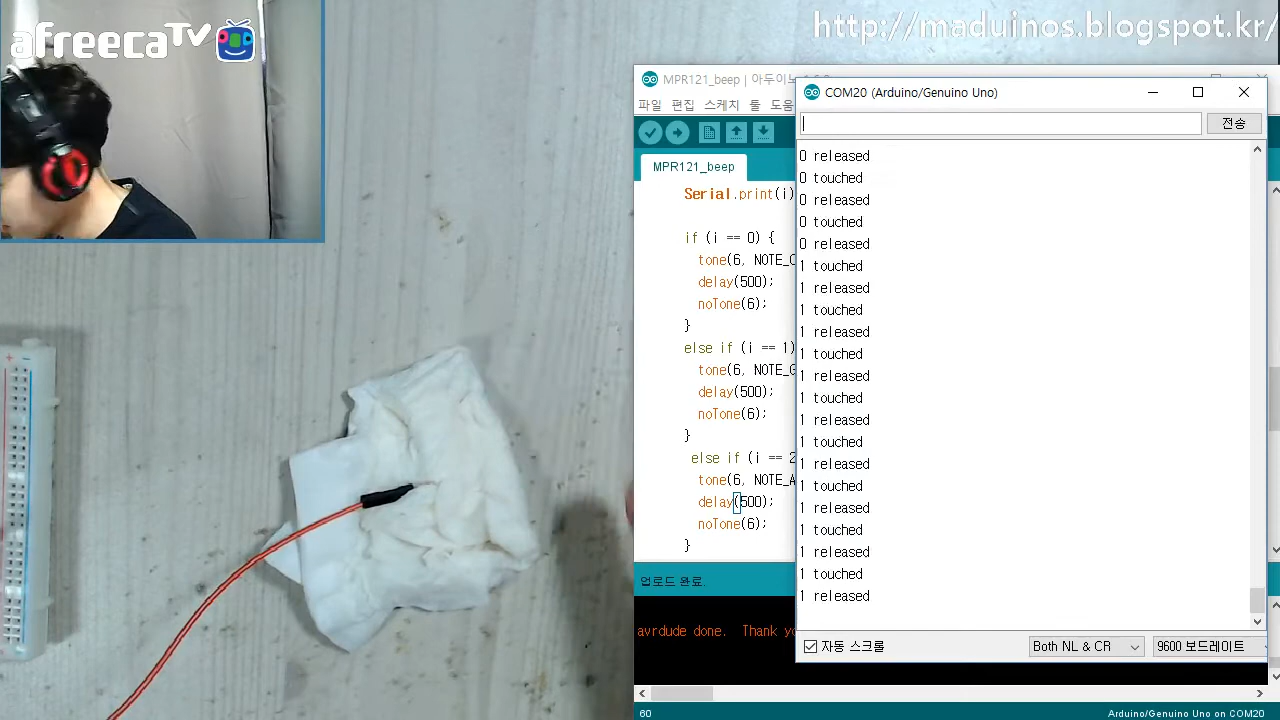 afreecaTV
http://maduinos.blogspot.kr/
MPR121_beep | 아두이노
파일 편집 스케치 툴 도움
MPR121_beep
Serial.print(i)
if (i == 0) {
tone(6,
delay(500);
noTone(6);
}
else if (i == 1)
tone(6,
delay(500);
noTone(6);
}
else if (i == 2
tone(6,
delay(500);
noTone(6);
}
업로드 완료.
avrdude done. Thank
60
Arduino/Genuino Uno on COM20
COM20 (Arduino/Genuino Uno)
전송
0 released
0 touched
0 released
0 touched
0 released
1 touched
1 released
1 touched
1 released
1 touched
1 released
1 touched
1 released
1 touched
1 released
1 touched
1 released
1 touched
1 released
1 touched
1 released
자동 스크롤
Both NL & CR
9600 보드레이트